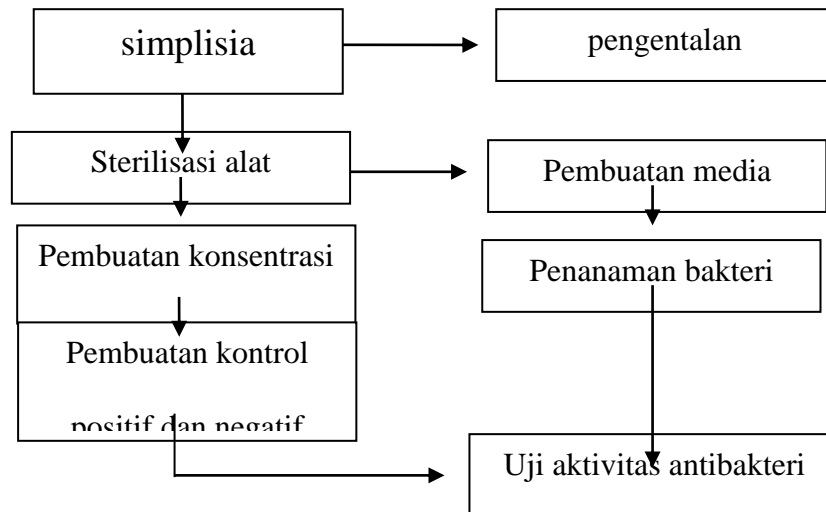 simplisia
pengentalan
Sterilisasi alat
Pembuatan media
Pembuatan konsentrasi
Penanaman bakteri
Pembuatan kontrol
positif dan negatif
Uji aktivitas antibakteri